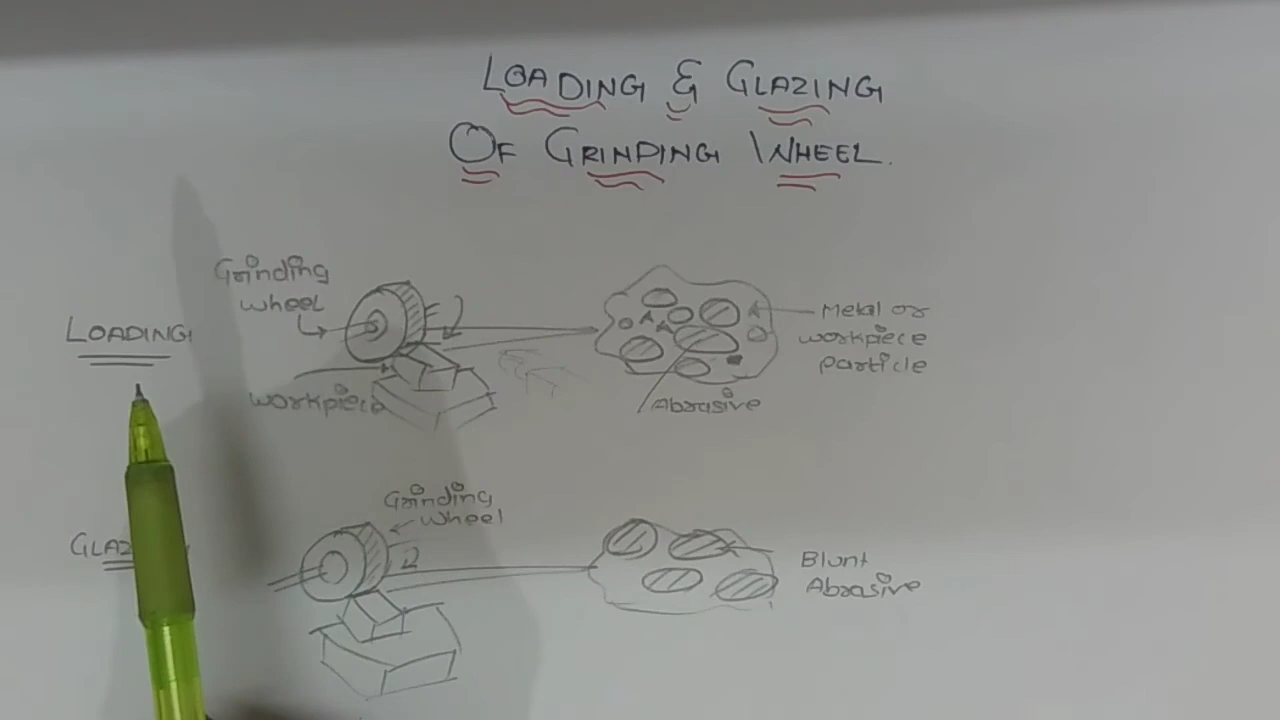 LOADING & GLAZING
OF GRINDING WHEEL.
Grinding
wheel
LOADING
workpiece
Metal or
workpiece
particle
Abrasive
Grinding
wheel
Blunt
Abrasive